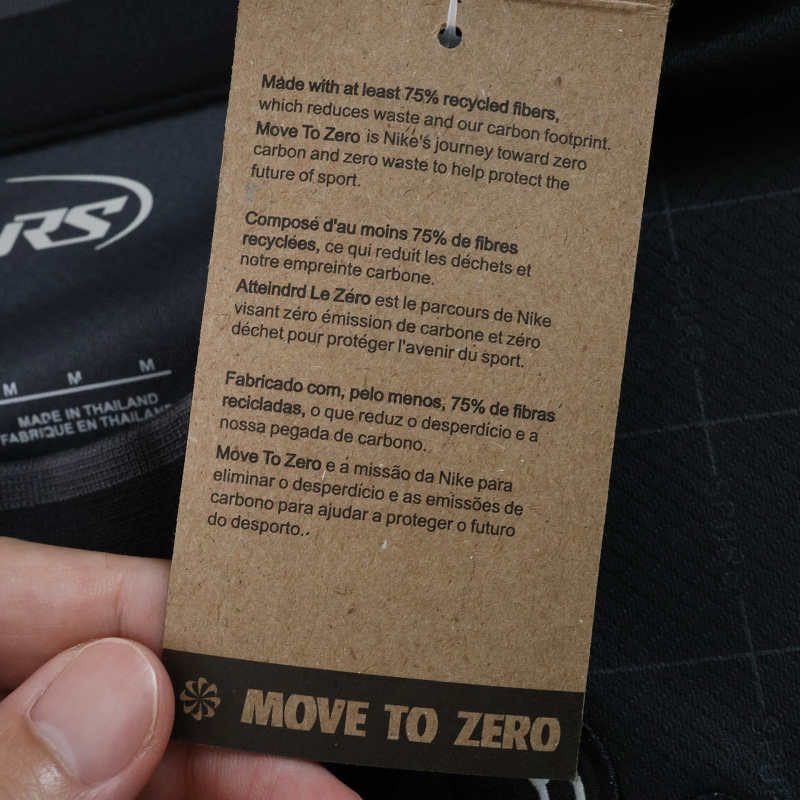 Made with at least 75% recycled fibers,
which reduces waste and our carbon footprint.
Move To Zero is Nike's journey toward zero
carbon and zero waste to help protect the
future of sport.
Composé d'au moins 75% de fibres
recyclées, ce qui reduit les déchets et
notre empreinte carbone.
Atteindrd Le Zéro est le parcours de Nike
visant zéro émission de carbone et zéro
déchet pour protéger l'avenir du sport.
Fabricado com, pelo menos, 75% de fibras
recicladas, o que reduz o desperdício e a
nossa pegada de carbono.
Move To Zero e a missão da Nike para
eliminar o desperdício e as emissões de
carbono para ajudar a proteger o futuro
do desporto..
MOVE TO ZERO
RS
M M M
MADE IN THAILAND
FABRIQUE EN THAILAND